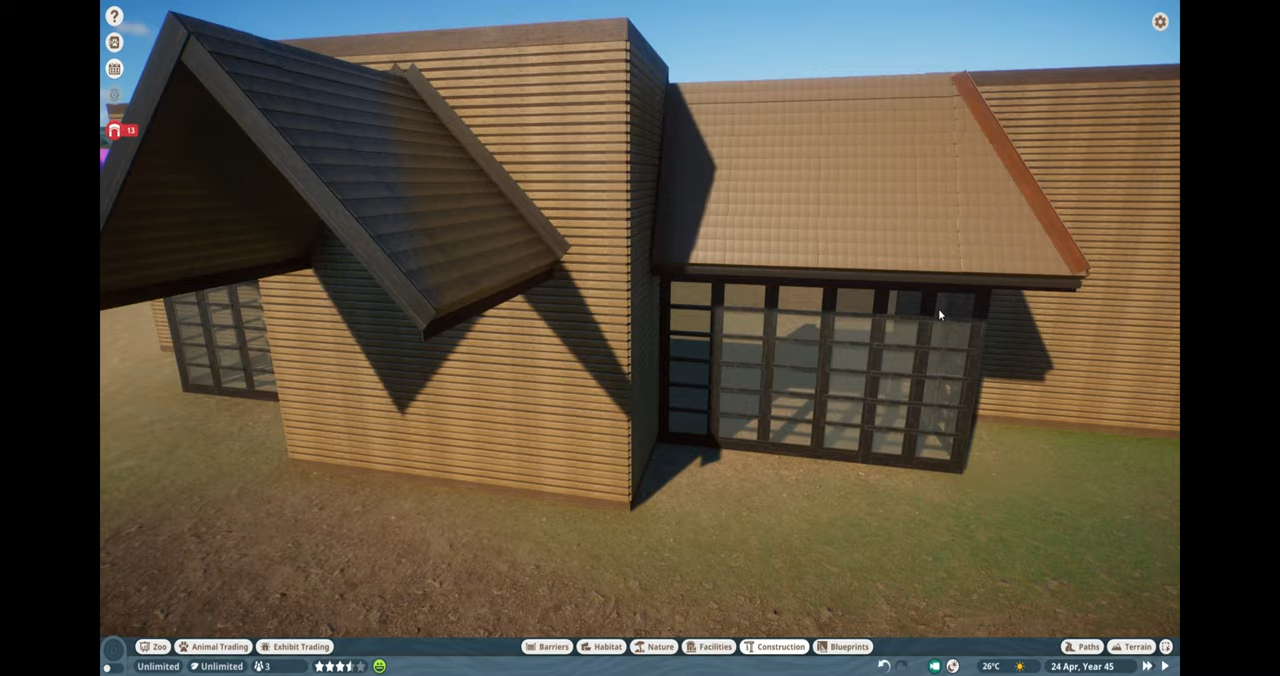 ?
13
Zoo
Animal Trading
Exhibit Trading
Barriers
Habitat
Nature
Facilities
Construction
Blueprints
Paths
Terrain
Unlimited
Unlimited
3
26°C
24 Apr, Year 45